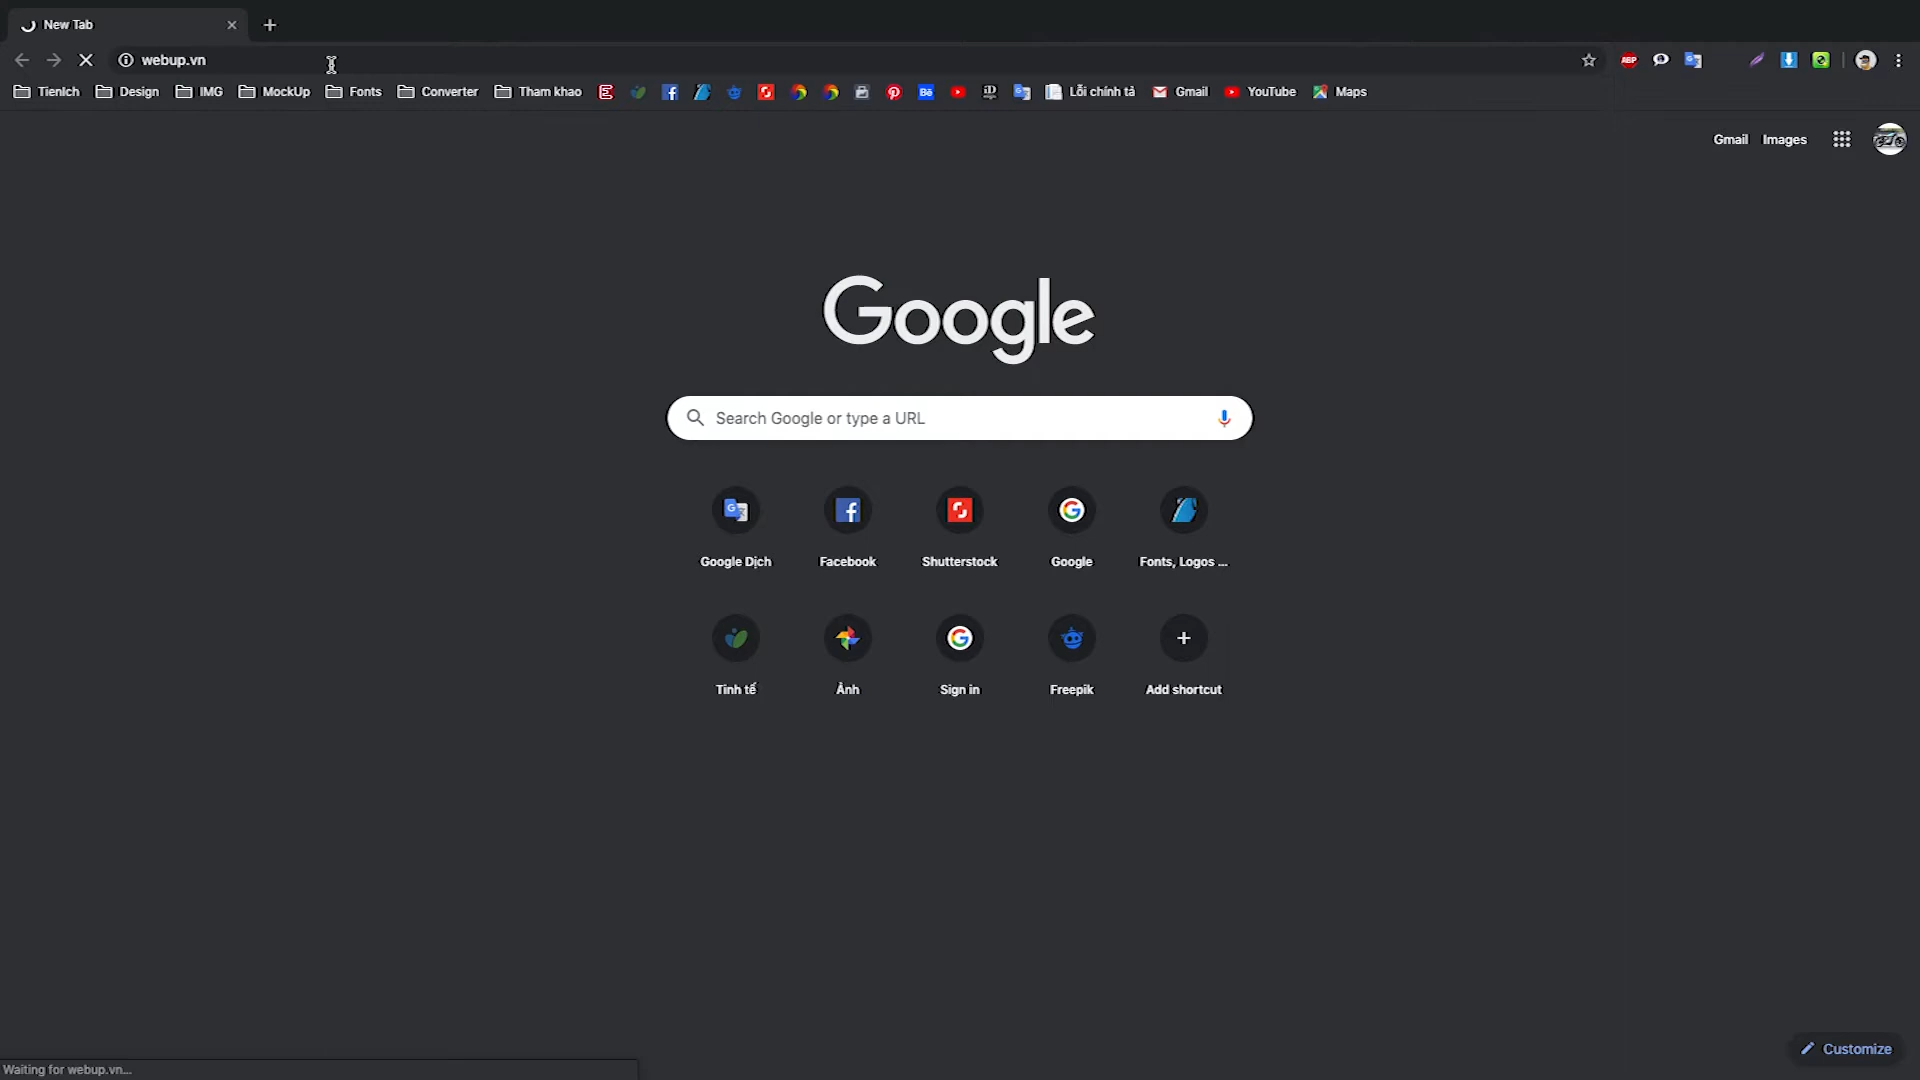 New Tab
webup.vn
ABP
TienIch Design IMG MockUp Fonts Converter Tham khao Lỗi chính tả Gmail YouTube Maps
Gmail Images
Google
Search Google or type a URL
Google Dịch Facebook Shutterstock Google Fonts, Logos ...
Tinh tế Ảnh Sign in Freepik Add shortcut
Customize
Waiting for webup.vn...